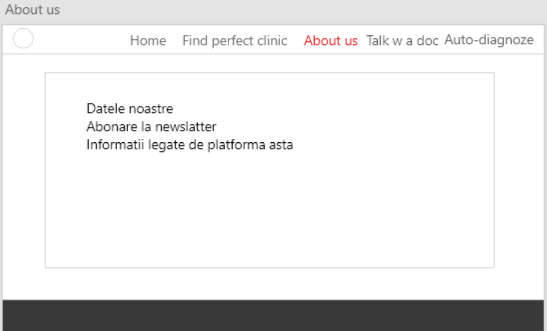 About us
Home Find perfect clinic About us Talk w a doc Auto-diagnoze
Datele noastre
Abonare la newslatter
Informatii legate de platforma asta